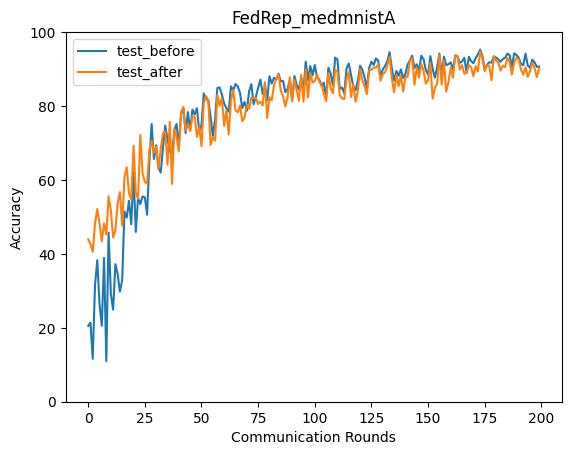 FedRep_medmnistA
test_before
test_after
Accuracy
100
80
60
40
20
0
0 25 50 75 100 125 150 175 200
Communication Rounds